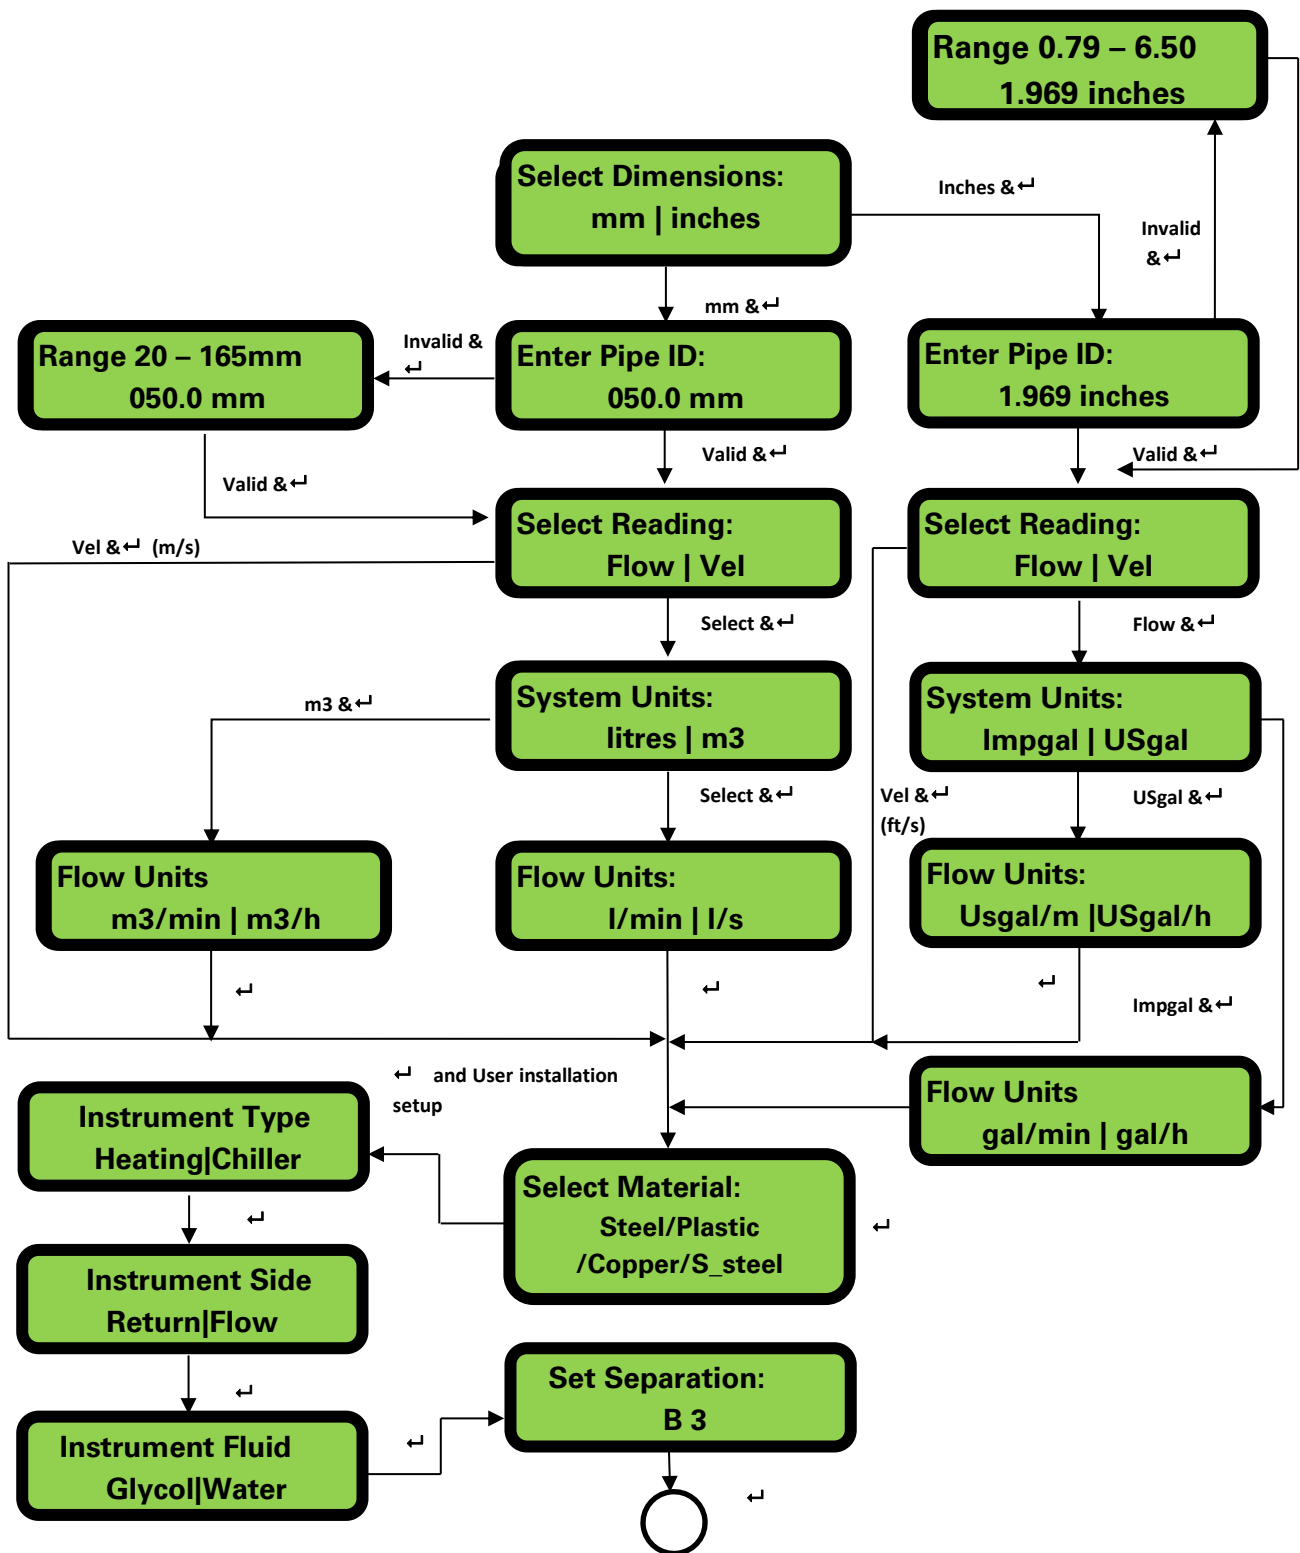 Range 0.79 – 6.50
1.969 inches
Select Dimensions:
mm | inches
Inches &↵
Invalid
&↵
mm &↵
Range 20 – 165mm
050.0 mm
Invalid &
↵
Enter Pipe ID:
050.0 mm
Enter Pipe ID:
1.969 inches
Valid &↵
Valid &↵
Valid &↵
Select Reading:
Flow | Vel
Select Reading:
Flow | Vel
Vel &↵ (m/s)
Select &↵
Flow &↵
m3 &↵
System Units:
litres | m3
System Units:
Impgal | USgal
Select &↵
Vel &↵
(ft/s)
USgal &↵
Flow Units
m3/min | m3/h
Flow Units:
l/min | l/s
Flow Units:
Usgal/m |USgal/h
↵
↵
↵
Impgal &↵
↵ and User installation
setup
Flow Units
gal/min | gal/h
Instrument Type
Heating|Chiller
Select Material:
Steel/Plastic
/Copper/S_steel
↵
↵
Instrument Side
Return|Flow
↵
Set Separation:
B 3
Instrument Fluid
Glycol|Water
↵
↵